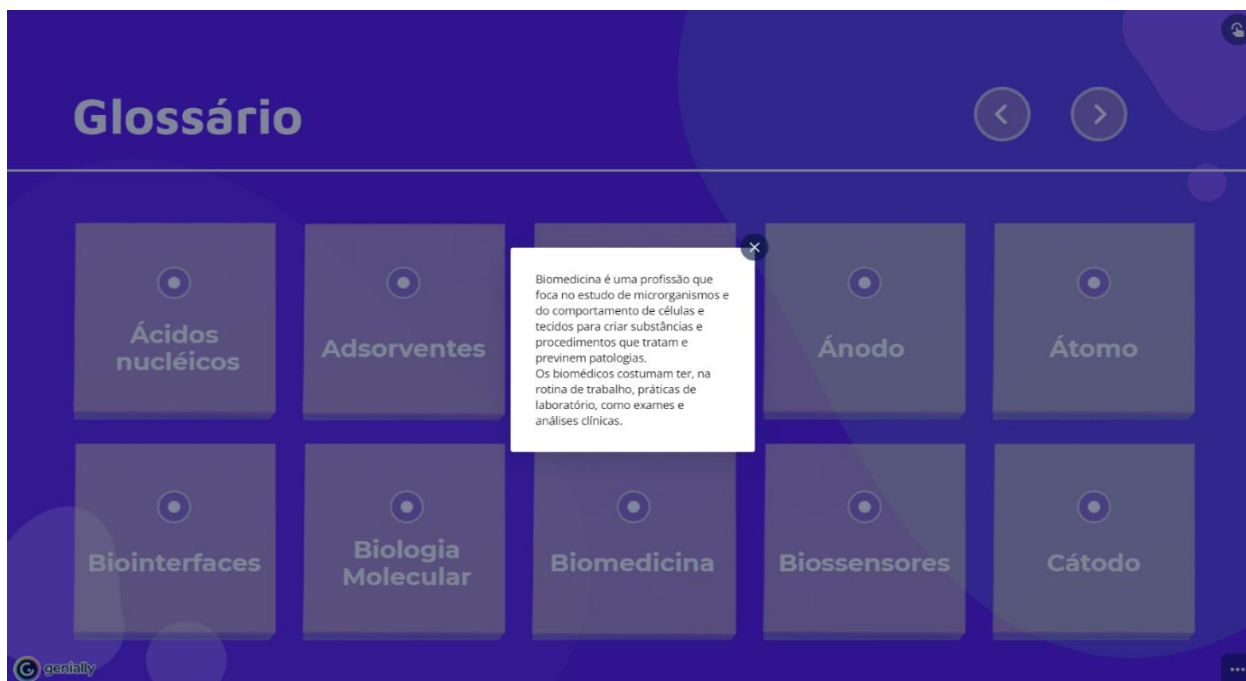 Glossário
Ácidos
nucléicos
Adsorventes
Ánodo
Átomo
Biomedicina é uma profissão que
foca no estudo de microrganismos e
do comportamento de células e
tecidos para criar substâncias e
procedimentos que tratam e
previnem patologias.
Os biomédicos costumam ter, na
rotina de trabalho, práticas de
laboratório, como exames e
análises clínicas.
Biointerfaces
Biologia
Molecular
Biomedicina
Biossensores
Cátodo
genially